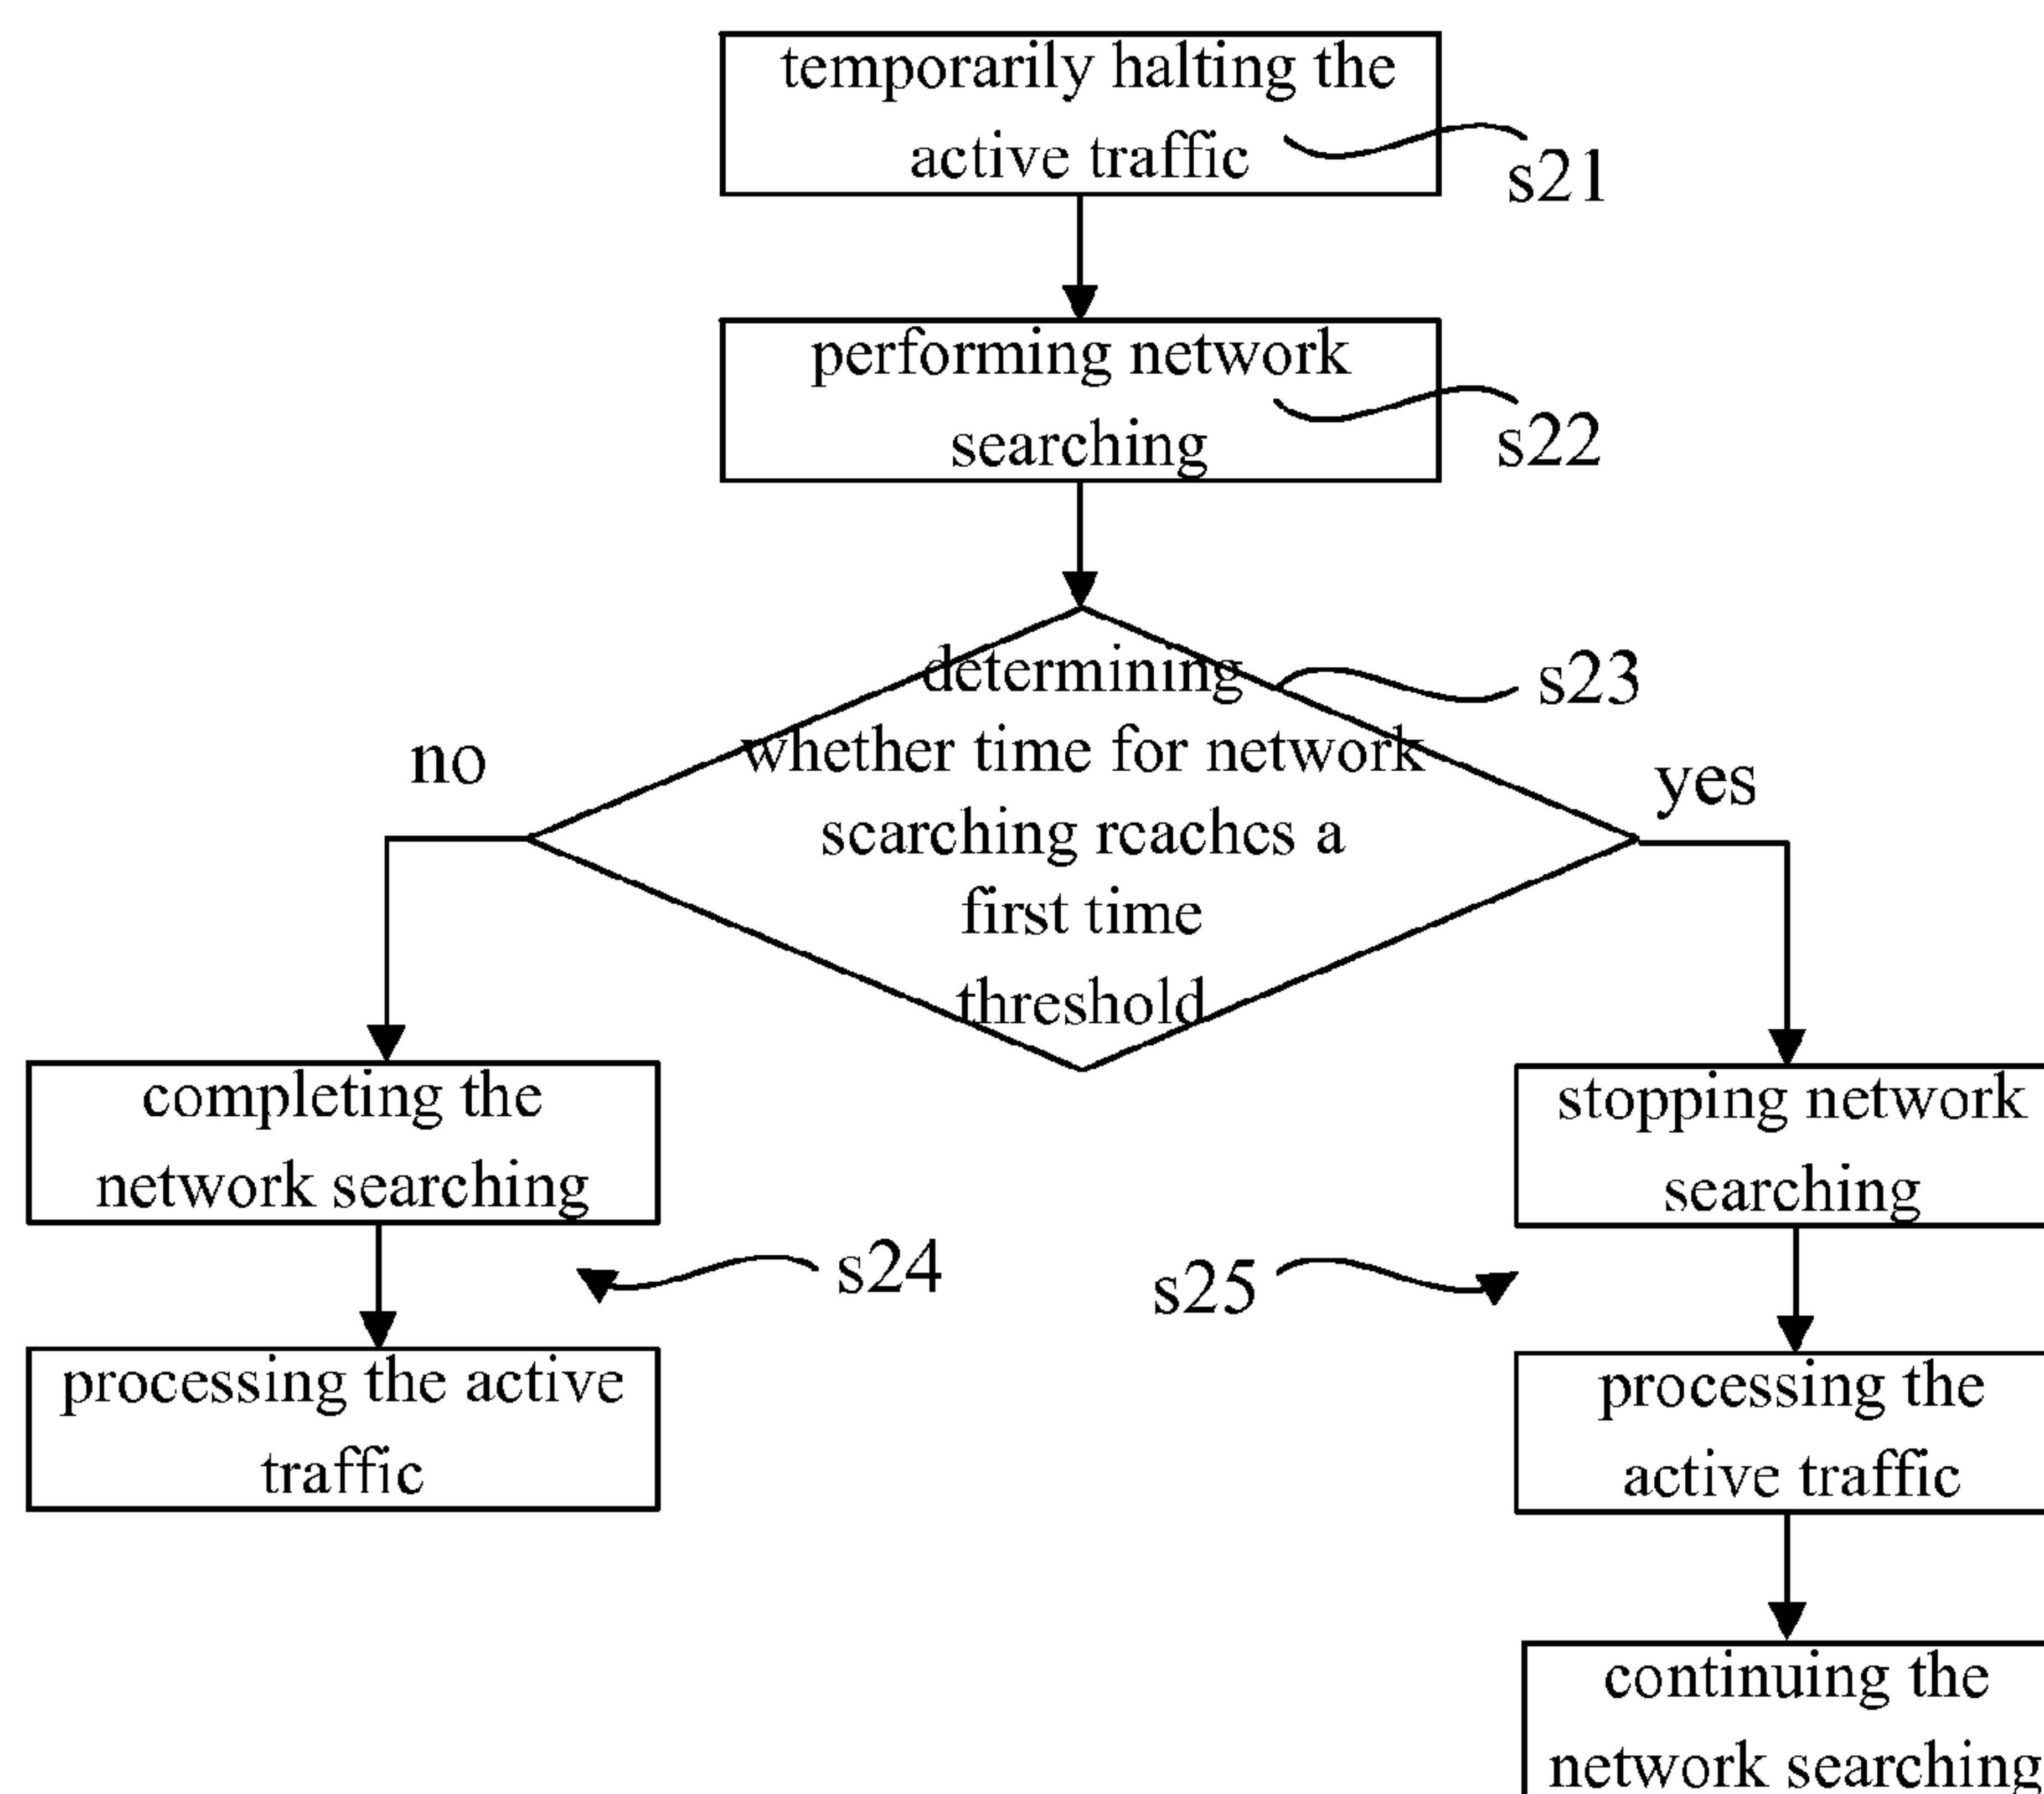 temporarily halting the
active traffic
s21
performing network
searching
s22
determining
whether time for network
searching reaches a
first time
threshold
s23
no
yes
completing the
network searching
s24
processing the active
traffic
stopping network
searching
s25
processing the
active traffic
continuing the
network searching